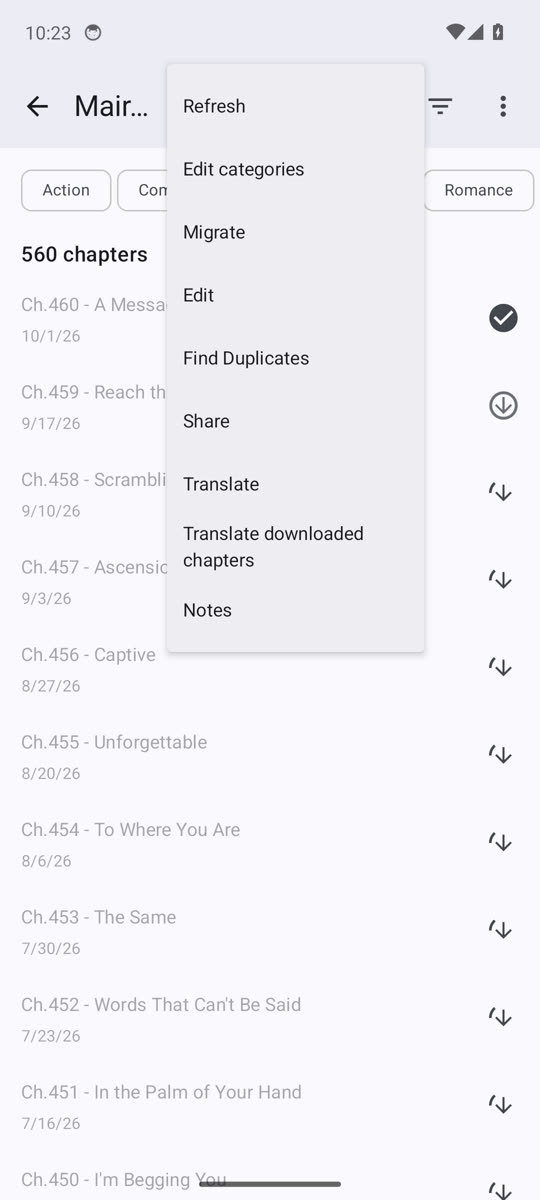 10:23
Mair...
Refresh
Edit categories
Migrate
Edit
Find Duplicates
Share
Translate
Translate downloaded
chapters
Notes
Action
Com
Romance
560 chapters
Ch.460 - A Messa
10/1/26
Ch.459 - Reach th
9/17/26
Ch.458 - Scrambli
9/10/26
Ch.457 - Ascensio
9/3/26
Ch.456 - Captive
8/27/26
Ch.455 - Unforgettable
8/20/26
Ch.454 - To Where You Are
8/6/26
Ch.453 - The Same
7/30/26
Ch.452 - Words That Can't Be Said
7/23/26
Ch.451 - In the Palm of Your Hand
7/16/26
Ch.450 - I'm Begging You